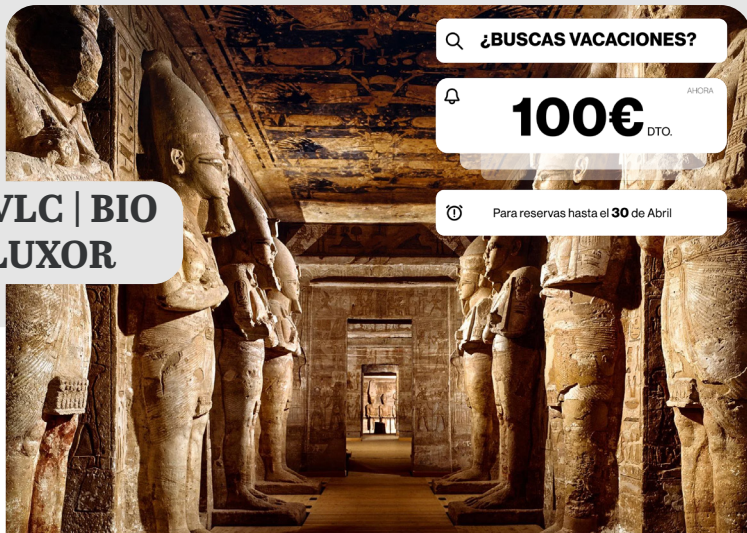 ¿BUSCAS VACACIONES?
AHORA
100€ DTO.
Para reservas hasta el 30 de Abril
VLC | BIO
LUXOR